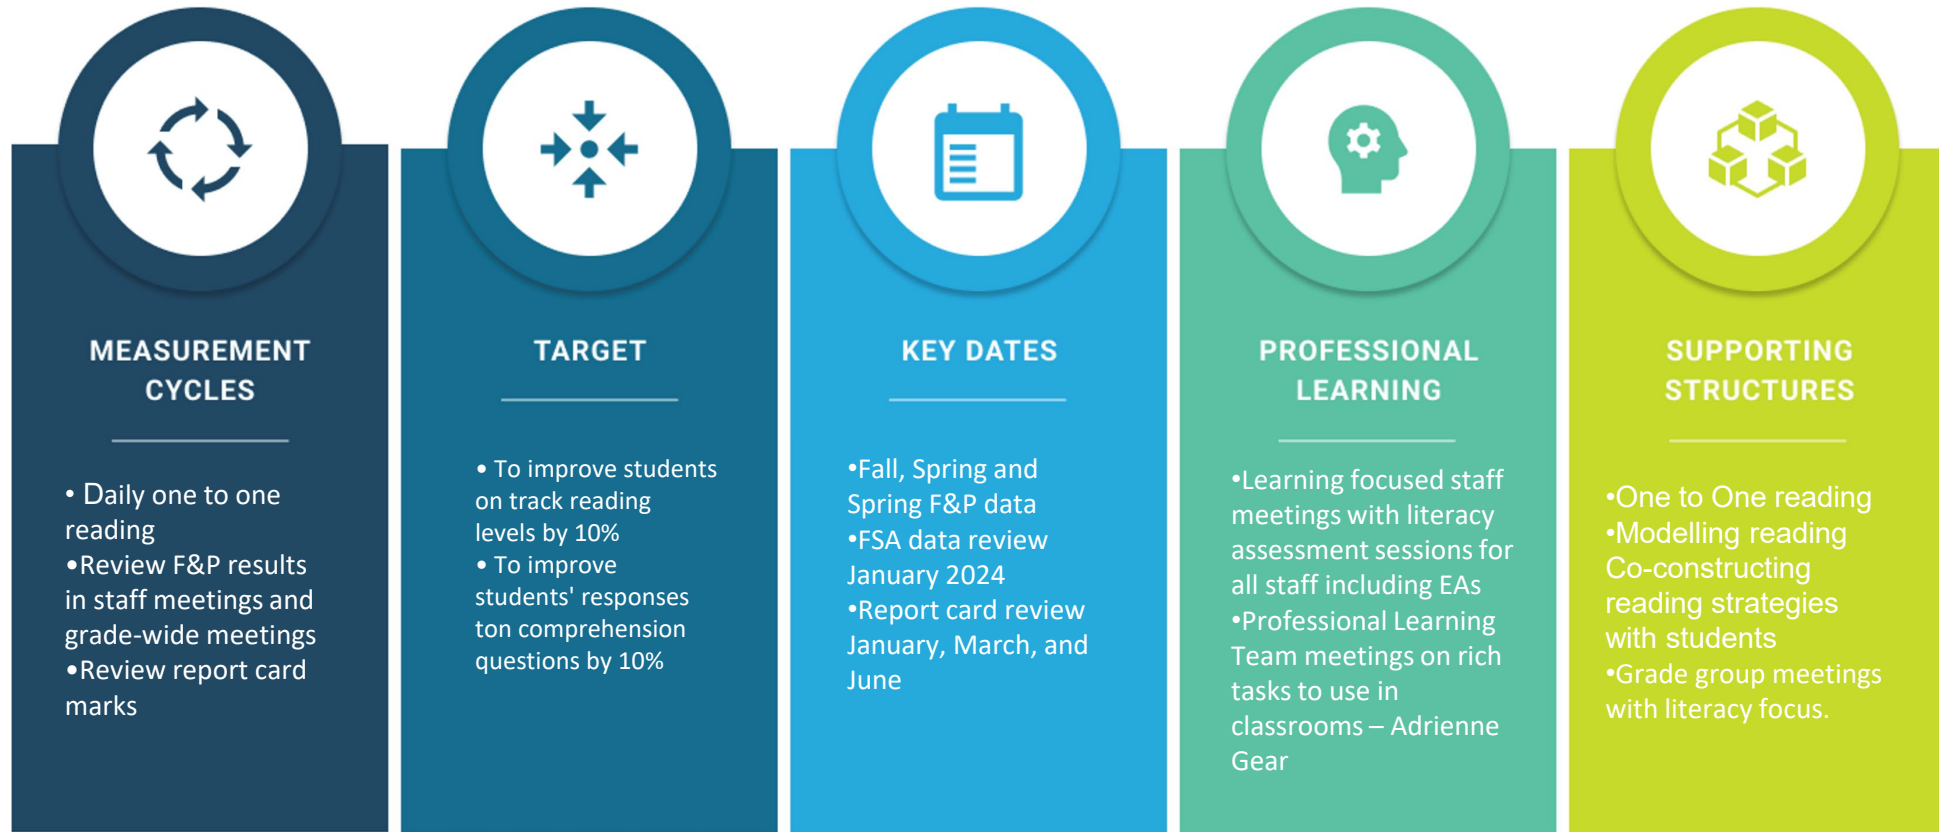 MEASUREMENT
CYCLES
• Daily one to one
reading
•Review F&P results
in staff meetings and
grade-wide meetings
•Review report card
marks
TARGET
• To improve students
on track reading
levels by 10%
• To improve
students' responses
ton comprehension
questions by 10%
KEY DATES
•Fall, Spring and
Spring F&P data
•FSA data review
January 2024
•Report card review
January, March, and
June
PROFESSIONAL
LEARNING
•Learning focused staff
meetings with literacy
assessment sessions for
all staff including EAs
•Professional Learning
Team meetings on rich
tasks to use in
classrooms – Adrienne
Gear
SUPPORTING
STRUCTURES
•One to One reading
•Modelling reading
Co-constructing
reading strategies
with students
•Grade group meetings
with literacy focus.